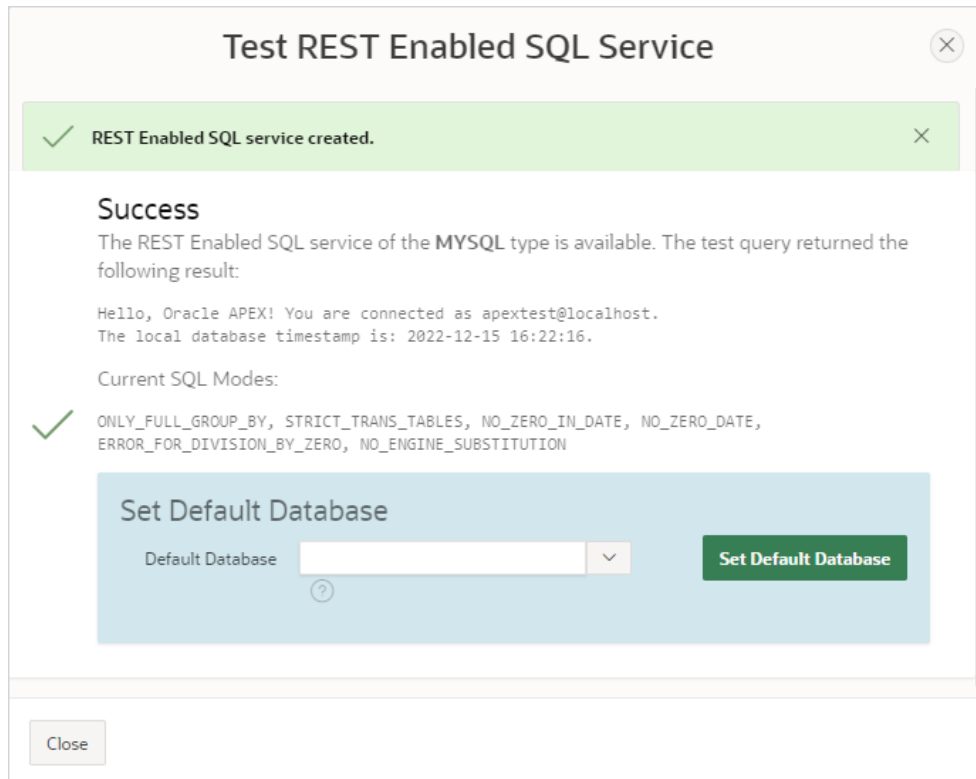 Test REST Enabled SQL Service
REST Enabled SQL service created.
Success
The REST Enabled SQL service of the MYSQL type is available. The test query returned the
following result:
Hello, Oracle APEX! You are connected as apextest@localhost.
The local database timestamp is: 2022-12-15 16:22:16.
Current SQL Modes:
ONLY_FULL_GROUP_BY, STRICT_TRANS_TABLES, NO_ZERO_IN_DATE, NO_ZERO_DATE,
ERROR_FOR_DIVISION_BY_ZERO, NO_ENGINE_SUBSTITUTION
Set Default Database
Default Database
Set Default Database
?
Close